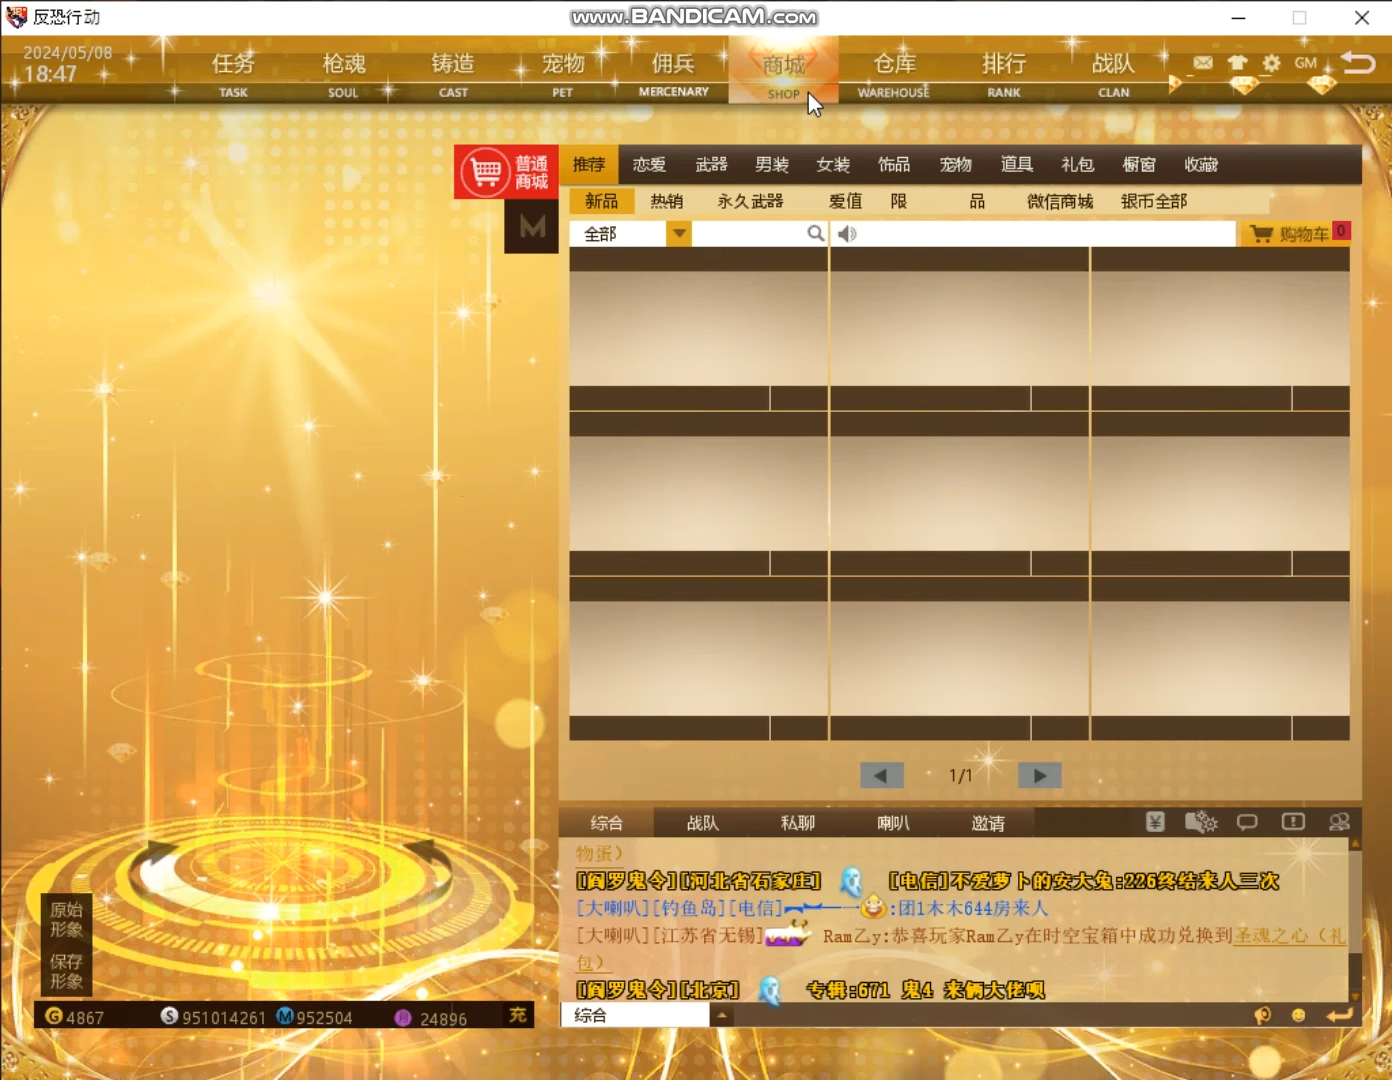 反恐行动
www.BANDICAM.com
2024/05/08
18:47
任务 枪魂 铸造 宠物 佣兵 商城 仓库 排行 战队
TASK SOUL CAST PET MERCENARY SHOP WAREHOUSE RANK CLAN
GM
普通
商城
推荐 恋爱 武器 男装 女装 饰品 宠物 道具 礼包 橱窗 收藏
M
新品 热销 永久武器 爱值 限 品 微信商城 银币全部
全部
购物车 0
1/1
综合 战队 私聊 喇叭 邀请
物蛋）
[阎罗鬼令][河北省石家庄] [电信]不爱萝卜的安大兔:226终结来人三次
[大喇叭][钓鱼岛][电信] :团1木木644房来人
[大喇叭][江苏省无锡] Ram乙y:恭喜玩家Ram乙y在时空宝箱中成功兑换到圣魂之心（礼
包）
[阎罗鬼令][北京] 专辑:671 鬼4 来俩大佬呗
综合
原始
形象
保存
形象
G 4867 S 951014261 M 952504 月 24896 充